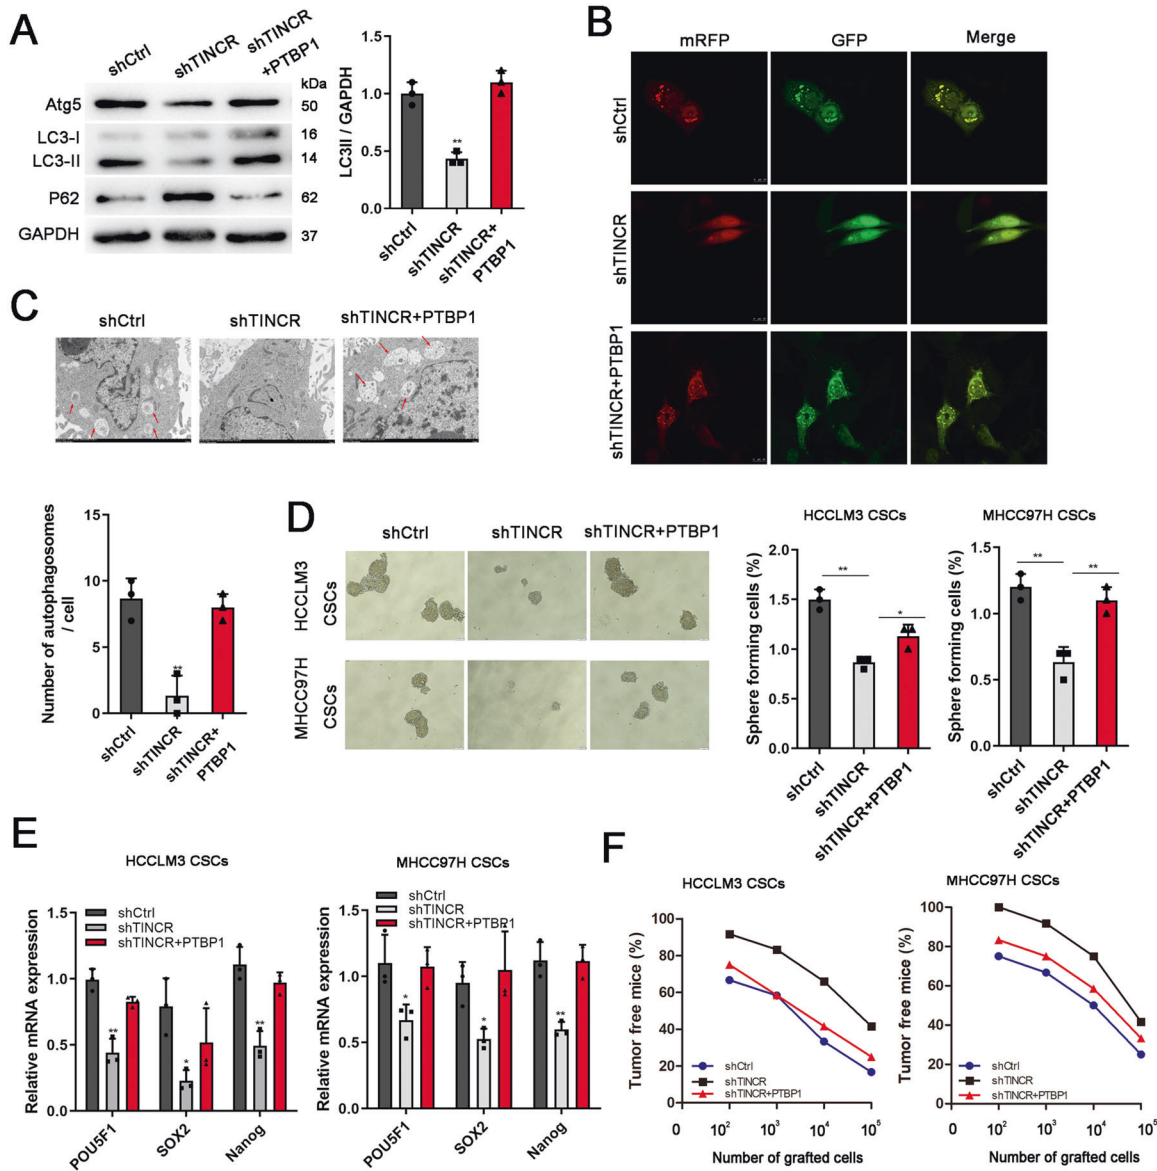 A
shCtrl
shTINCR
shTINCR
+PTBP1
kDa
Atg5
50
LC3-I
16
LC3-II
14
P62
62
GAPDH
37
LC3II / GAPDH
1.5
1.0
0.5
0.0
**
shCtrl
shTINCR
shTINCR+
PTBP1
B
mRFP
GFP
Merge
shCtrl
shTINCR
shTINCR+PTBP1
C
shCtrl
shTINCR
shTINCR+PTBP1
Number of autophagosomes
/ cell
15
10
5
0
**
shCtrl
shTINCR
shTINCR+
PTBP1
D
shCtrl
shTINCR
shTINCR+PTBP1
HCCLM3
CSCs
MHCC97H
CSCs
HCCLM3 CSCs
Sphere forming cells (%)
2.0
1.5
1.0
0.5
0.0
**
*
shCtrl
shTINCR
shTINCR+PTBP1
MHCC97H CSCs
Sphere forming cells (%)
1.5
1.0
0.5
0.0
**
**
shCtrl
shTINCR
shTINCR+PTBP1
E
HCCLM3 CSCs
Relative mRNA expression
1.5
1.0
0.5
0.0
shCtrl
shTINCR
shTINCR+PTBP1
**
*
**
POU5F1
SOX2
Nanog
MHCC97H CSCs
Relative mRNA expression
1.5
1.0
0.5
0.0
shCtrl
shTINCR
shTINCR+PTBP1
*
*
**
POU5F1
SOX2
Nanog
F
HCCLM3 CSCs
Tumor free mice (%)
100
80
60
40
20
0
shCtrl
shTINCR
shTINCR+PTBP1
0 10² 10³ 10⁴ 10⁵
Number of grafted cells
MHCC97H CSCs
Tumor free mice (%)
100
80
60
40
20
0
shCtrl
shTINCR
shTINCR+PTBP1
0 10² 10³ 10⁴ 10⁵
Number of grafted cells